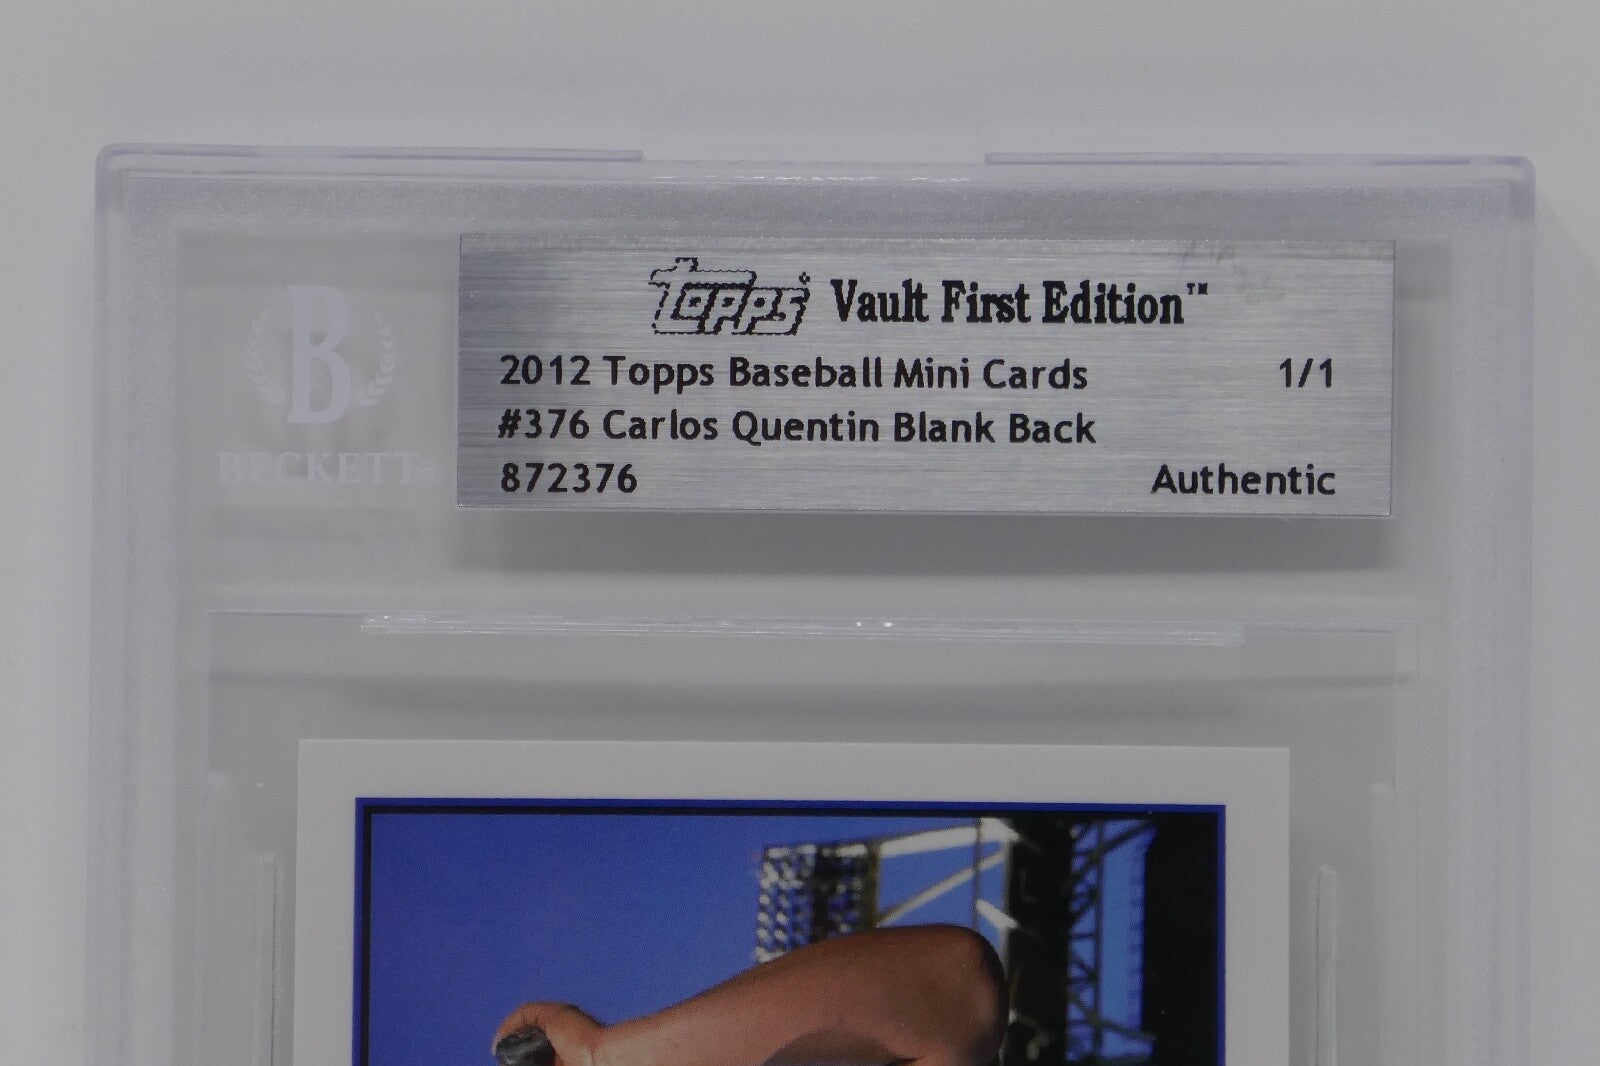 Topps Vault First Edition™
2012 Topps Baseball Mini Cards 1/1
#376 Carlos Quentin Blank Back
872376 Authentic
B
BECKETT